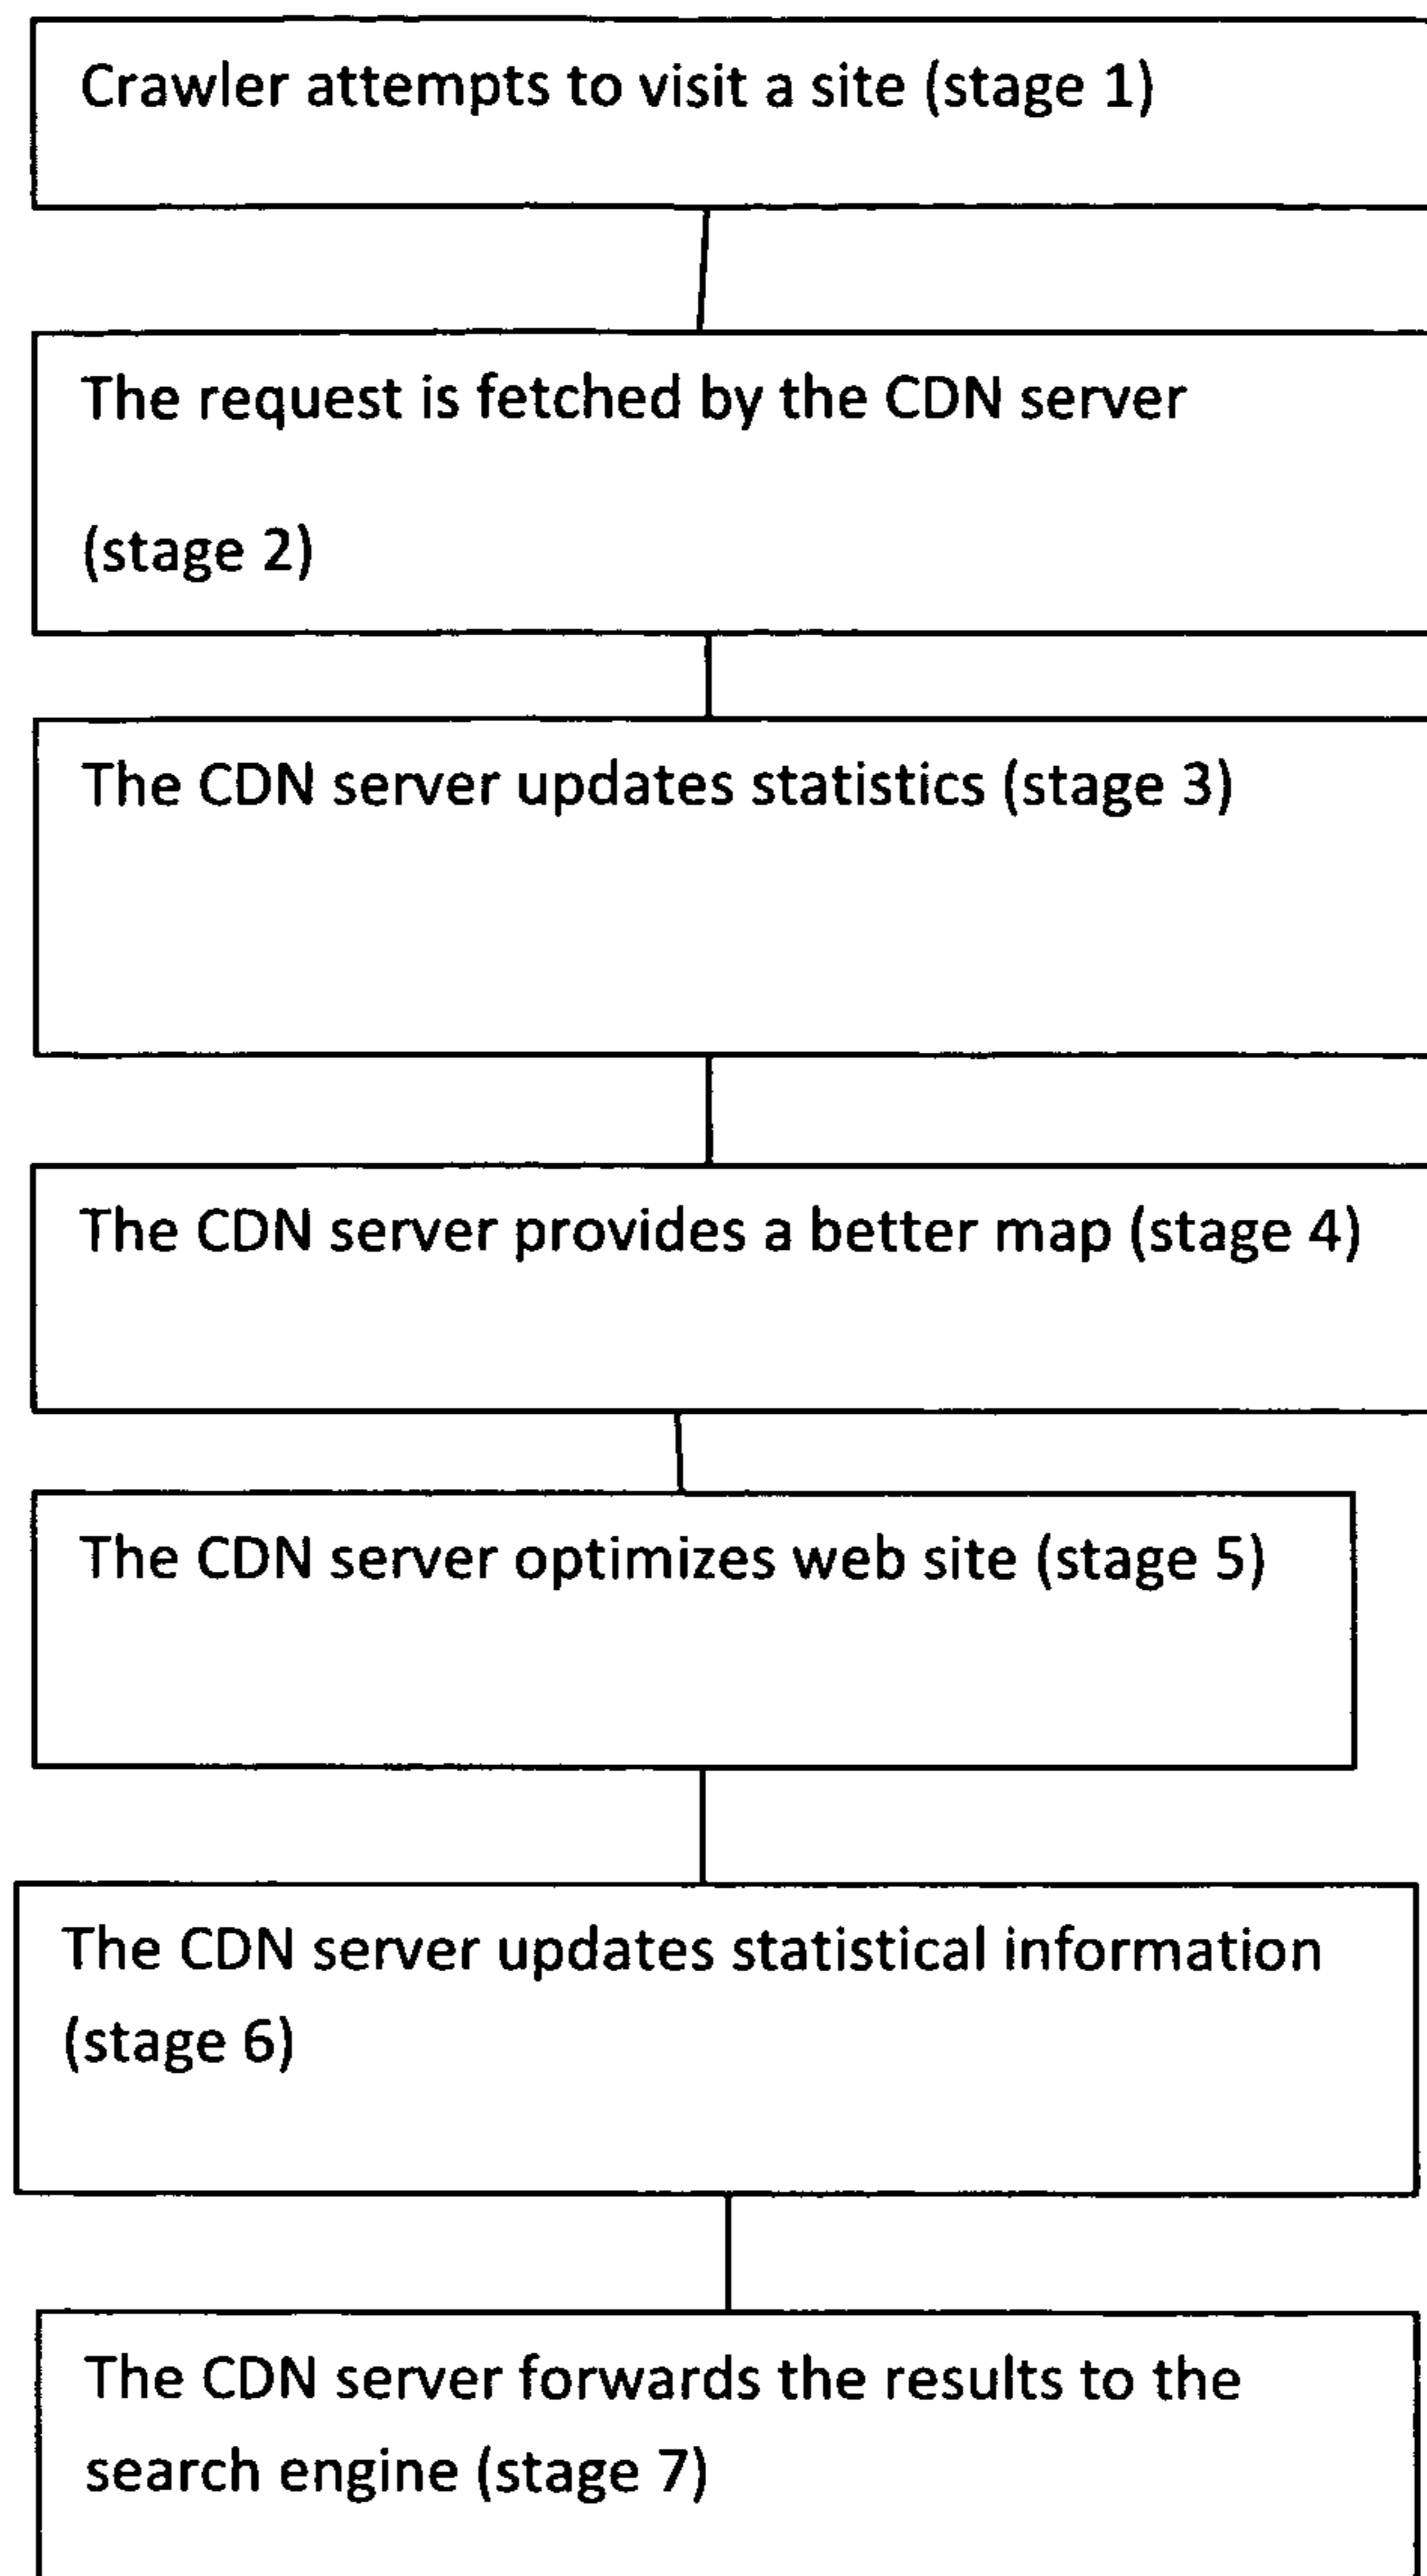 Crawler attempts to visit a site (stage 1)
The request is fetched by the CDN server
(stage 2)
The CDN server updates statistics (stage 3)
The CDN server provides a better map (stage 4)
The CDN server optimizes web site (stage 5)
The CDN server updates statistical information
(stage 6)
The CDN server forwards the results to the
search engine (stage 7)